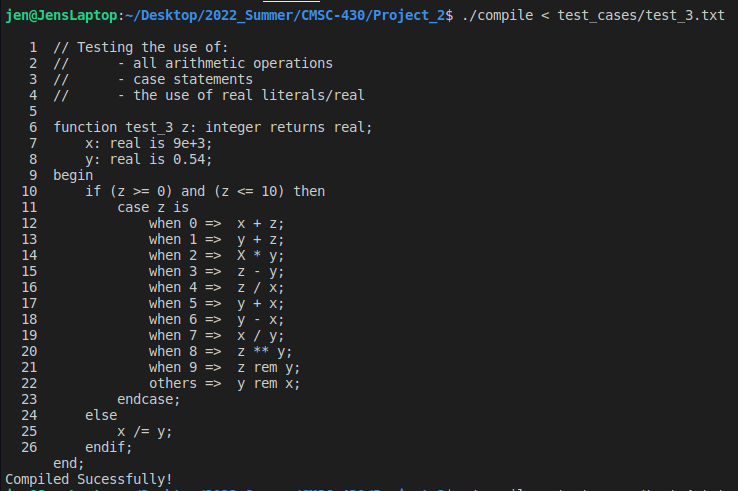 jen@JensLaptop:~/Desktop/2022_Summer/CMSC-430/Project_2$ ./compile < test_cases/test_3.txt
1 // Testing the use of:
2 //      - all arithmetic operations
3 //      - case statements
4 //      - the use of real literals/real
5
6 function test_3 z: integer returns real;
7     x: real is 9e+3;
8     y: real is 0.54;
9 begin
10     if (z >= 0) and (z <= 10) then
11         case z is
12             when 0 =>  x + z;
13             when 1 =>  y + z;
14             when 2 =>  X * y;
15             when 3 =>  z - y;
16             when 4 =>  z / x;
17             when 5 =>  y + x;
18             when 6 =>  y - x;
19             when 7 =>  x / y;
20             when 8 =>  z ** y;
21             when 9 =>  z rem y;
22             others =>  y rem x;
23         endcase;
24     else
25         x /= y;
26     endif;
end;
Compiled Sucessfully!